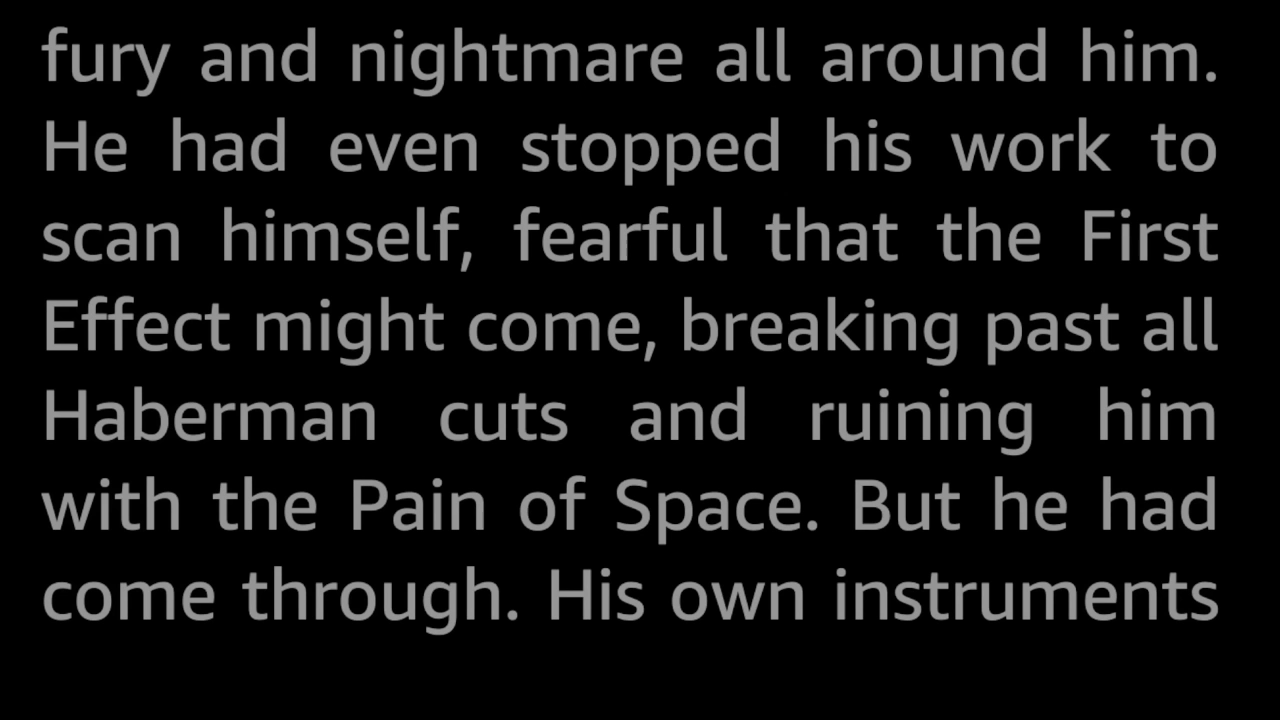 fury and nightmare all around him.
He had even stopped his work to
scan himself, fearful that the First
Effect might come, breaking past all
Haberman cuts and ruining him
with the Pain of Space. But he had
come through. His own instruments